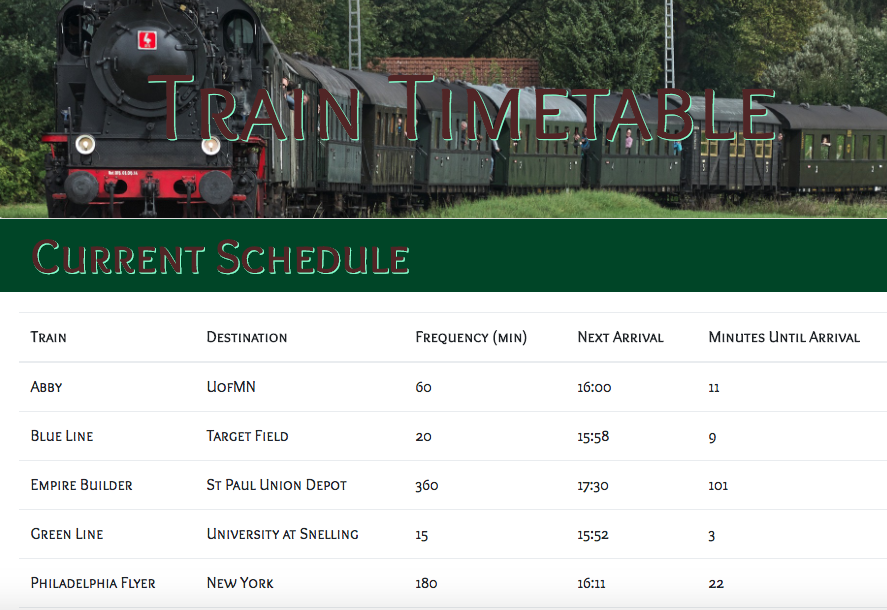 Train Timetable
Current Schedule
Train Destination Frequency (min) Next Arrival Minutes Until Arrival
Abby UofMN 60 16:00 11
Blue Line Target Field 20 15:58 9
Empire Builder St Paul Union Depot 360 17:30 101
Green Line University at Snelling 15 15:52 3
Philadelphia Flyer New York 180 16:11 22